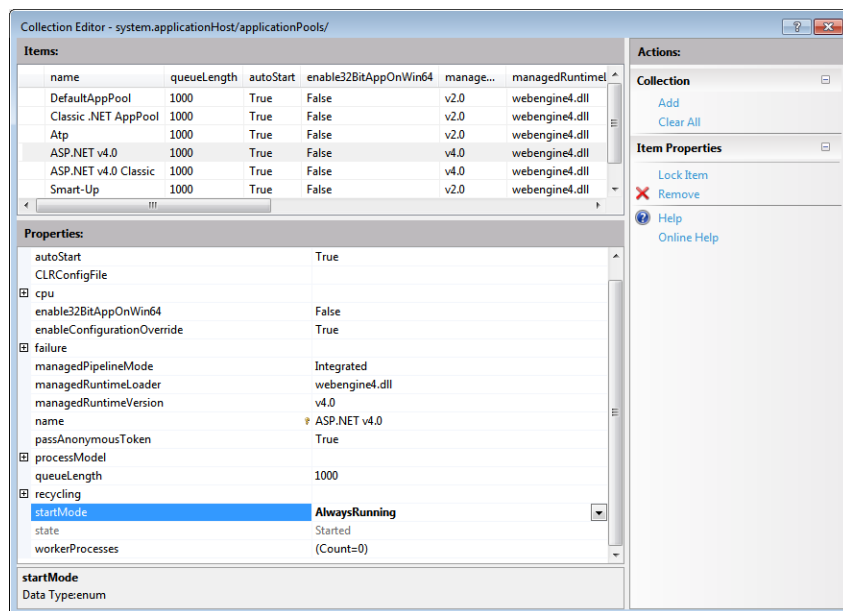 Collection Editor - system.applicationHost/applicationPools/
Items:
name queueLength autoStart enable32BitAppOnWin64 manage... managedRuntimeL
DefaultAppPool 1000 True False v2.0 webengine4.dll
Classic .NET AppPool 1000 True False v2.0 webengine4.dll
Atp 1000 True False v2.0 webengine4.dll
ASP.NET v4.0 1000 True False v4.0 webengine4.dll
ASP.NET v4.0 Classic 1000 True False v4.0 webengine4.dll
Smart-Up 1000 True False v2.0 webengine4.dll
Properties:
autoStart True
CLRConfigFile
cpu
enable32BitAppOnWin64 False
enableConfigurationOverride True
failure
managedPipelineMode Integrated
managedRuntimeLoader webengine4.dll
managedRuntimeVersion v4.0
name ASP.NET v4.0
passAnonymousToken True
processModel
queueLength 1000
recycling
startMode AlwaysRunning
state Started
workerProcesses (Count=0)
startMode
Data Type:enum
Actions:
Collection
Add
Clear All
Item Properties
Lock Item
Remove
Help
Online Help